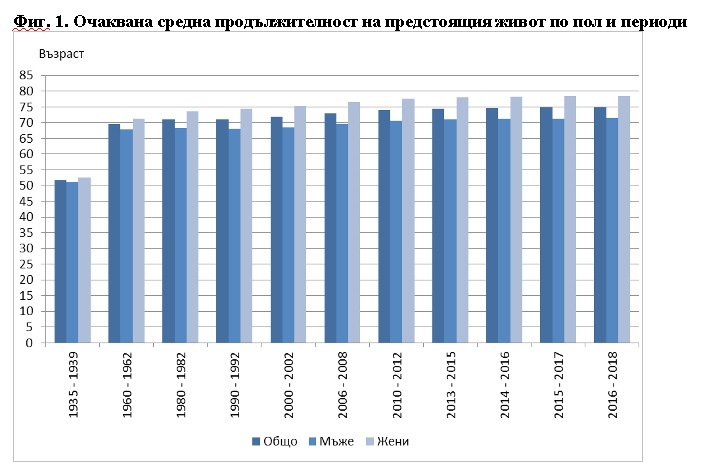 Фиг. 1. Очаквана средна продължителност на предстоящия живот по пол и периоди
Възраст
85
80
75
70
65
60
55
50
45
40
35
30
25
20
15
10
5
0
1935 - 1939
1960 - 1962
1980 - 1982
1990 - 1992
2000 - 2002
2006 - 2008
2010 - 2012
2013 - 2015
2014 - 2016
2015 - 2017
2016 - 2018
Общо Мъже Жени